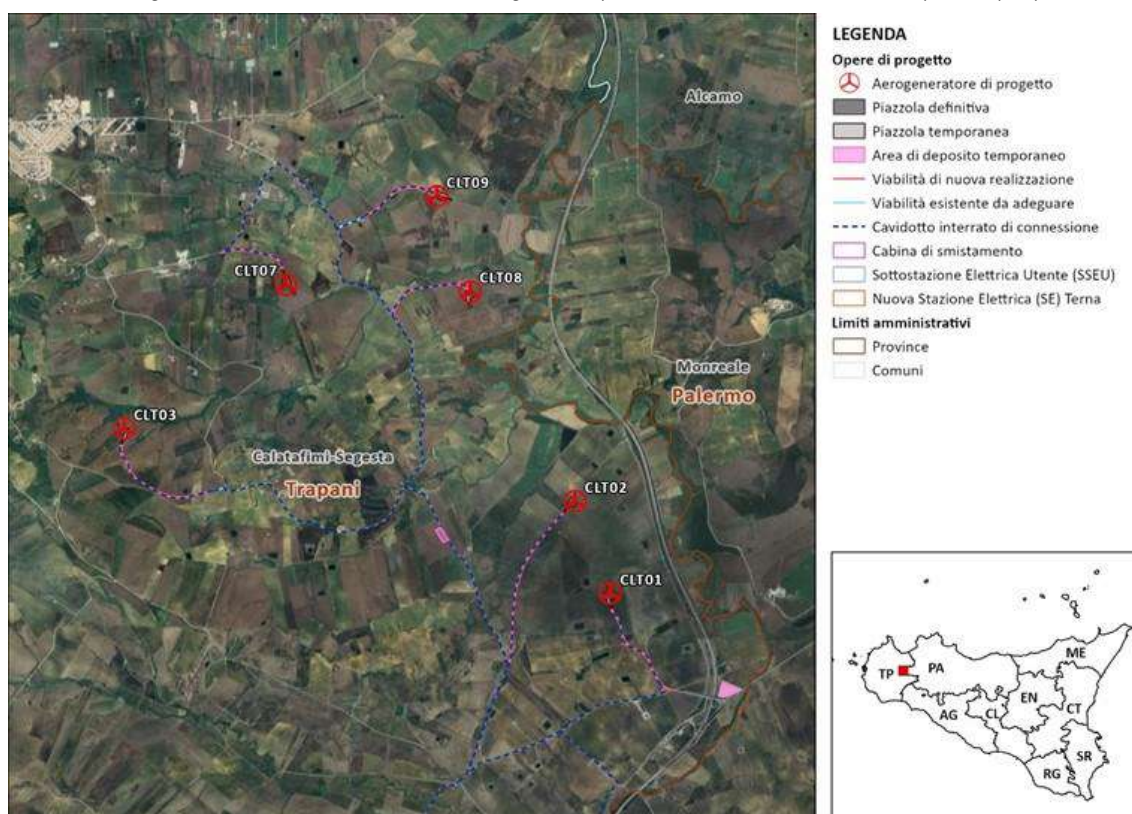 Alcamo
CLT09
CLT07
CLT08
Monreale
Palermo
CLT03
Calatafimi-Segesta
Trapani
CLT02
CLT01
LEGENDA
Opere di progetto
Aerogeneratore di progetto
Piazzola definitiva
Piazzola temporanea
Area di deposito temporaneo
Viabilità di nuova realizzazione
Viabilità esistente da adeguare
Cavidotto interrato di connessione
Cabina di smistamento
Sottostazione Elettrica Utente (SSEU)
Nuova Stazione Elettrica (SE) Terna
Limiti amministrativi
Province
Comuni
ME
TP
PA
EN
CT
AG
CL
SR
RG